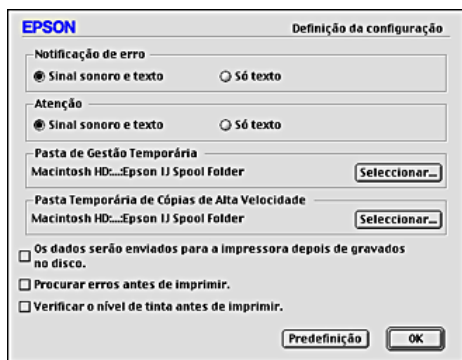 EPSON Definição da configuração
Notificação de erro
Sinal sonoro e texto Só texto
Atenção
Sinal sonoro e texto Só texto
Pasta de Gestão Temporária
Macintosh HD:...:Epson IJ Spool Folder Seleccionar...
Pasta Temporária de Cópias de Alta Velocidade
Macintosh HD:...:Epson IJ Spool Folder Seleccionar...
Os dados serão enviados para a impressora depois de gravados
no disco.
Procurar erros antes de imprimir.
Verificar o nível de tinta antes de imprimir.
Predefinição OK